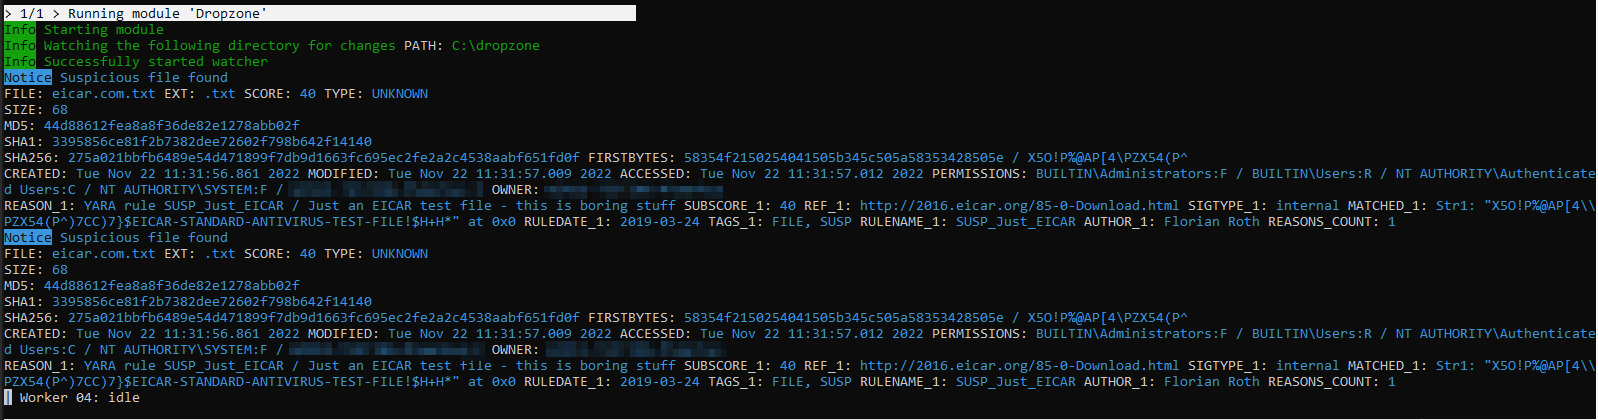 > 1/1 > Running module 'Dropzone'
Info Starting module
Info Watching the following directory for changes PATH: C:\dropzone
Info Successfully started watcher
Notice Suspicious file found
FILE: eicar.com.txt EXT: .txt SCORE: 40 TYPE: UNKNOWN
SIZE: 68
MD5: 44d88612fea8a8f36de82e1278abb02f
SHA1: 3395856ce81f2b7382dee72602f798b642f14140
SHA256: 275a021bbfb6489e54d471899f7db9d1663fc695ec2fe2a2c4538aabf651fd0f FIRSTBYTES: 58354f2150254041505b345c505a58353428505e / X5O!P%@AP[4\PZX54(P^
CREATED: Tue Nov 22 11:31:56.861 2022 MODIFIED: Tue Nov 22 11:31:57.009 2022 ACCESSED: Tue Nov 22 11:31:57.012 2022 PERMISSIONS: BUILTIN\Administrators:F / BUILTIN\Users:R / NT AUTHORITY\Authenticate
d Users:C / NT AUTHORITY\SYSTEM:F / OWNER:
REASON_1: YARA rule SUSP_Just_EICAR / Just an EICAR test file - this is boring stuff SUBSCORE_1: 40 REF_1: http://2016.eicar.org/85-0-Download.html SIGTYPE_1: internal MATCHED_1: Str1: "X5O!P%@AP[4\\
PZX54(P^)7CC)7}$EICAR-STANDARD-ANTIVIRUS-TEST-FILE!$H+H*" at 0x0 RULEDATE_1: 2019-03-24 TAGS_1: FILE, SUSP RULENAME_1: SUSP_Just_EICAR AUTHOR_1: Florian Roth REASONS_COUNT: 1
Notice Suspicious file found
FILE: eicar.com.txt EXT: .txt SCORE: 40 TYPE: UNKNOWN
SIZE: 68
MD5: 44d88612fea8a8f36de82e1278abb02f
SHA1: 3395856ce81f2b7382dee72602f798b642f14140
SHA256: 275a021bbfb6489e54d471899f7db9d1663fc695ec2fe2a2c4538aabf651fd0f FIRSTBYTES: 58354f2150254041505b345c505a58353428505e / X5O!P%@AP[4\PZX54(P^
CREATED: Tue Nov 22 11:31:56.861 2022 MODIFIED: Tue Nov 22 11:31:57.009 2022 ACCESSED: Tue Nov 22 11:31:57.012 2022 PERMISSIONS: BUILTIN\Administrators:F / BUILTIN\Users:R / NT AUTHORITY\Authenticate
d Users:C / NT AUTHORITY\SYSTEM:F / OWNER:
REASON_1: YARA rule SUSP_Just_EICAR / Just an EICAR test file - this is boring stuff SUBSCORE_1: 40 REF_1: http://2016.eicar.org/85-0-Download.html SIGTYPE_1: internal MATCHED_1: Str1: "X5O!P%@AP[4\\
PZX54(P^)7CC)7}$EICAR-STANDARD-ANTIVIRUS-TEST-FILE!$H+H*" at 0x0 RULEDATE_1: 2019-03-24 TAGS_1: FILE, SUSP RULENAME_1: SUSP_Just_EICAR AUTHOR_1: Florian Roth REASONS_COUNT: 1
| Worker 04: idle